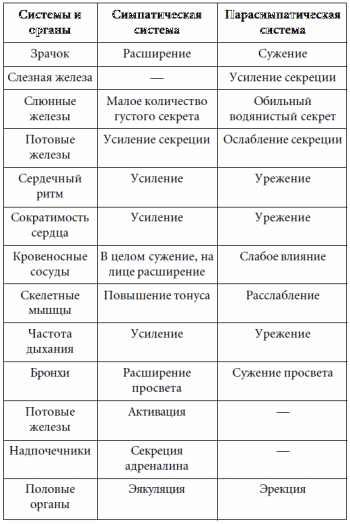 Системы и органы | Симпатическая система | Парасимпатическая система
Зрачок | Расширение | Сужение
Слезная железа | — | Усиление секреции
Слюнные железы | Малое количество густого секрета | Обильный водянистый секрет
Потовые железы | Усиление секреции | Ослабление секреции
Сердечный ритм | Усиление | Урежение
Сократимость сердца | Усиление | Урежение
Кровеносные сосуды | В целом сужение, на лице расширение | Слабое влияние
Скелетные мышцы | Повышение тонуса | Расслабление
Частота дыхания | Усиление | Урежение
Бронхи | Расширение просвета | Сужение просвета
Потовые железы | Активация | —
Надпочечники | Секреция адреналина | —
Половые органы | Эякуляция | Эрекция